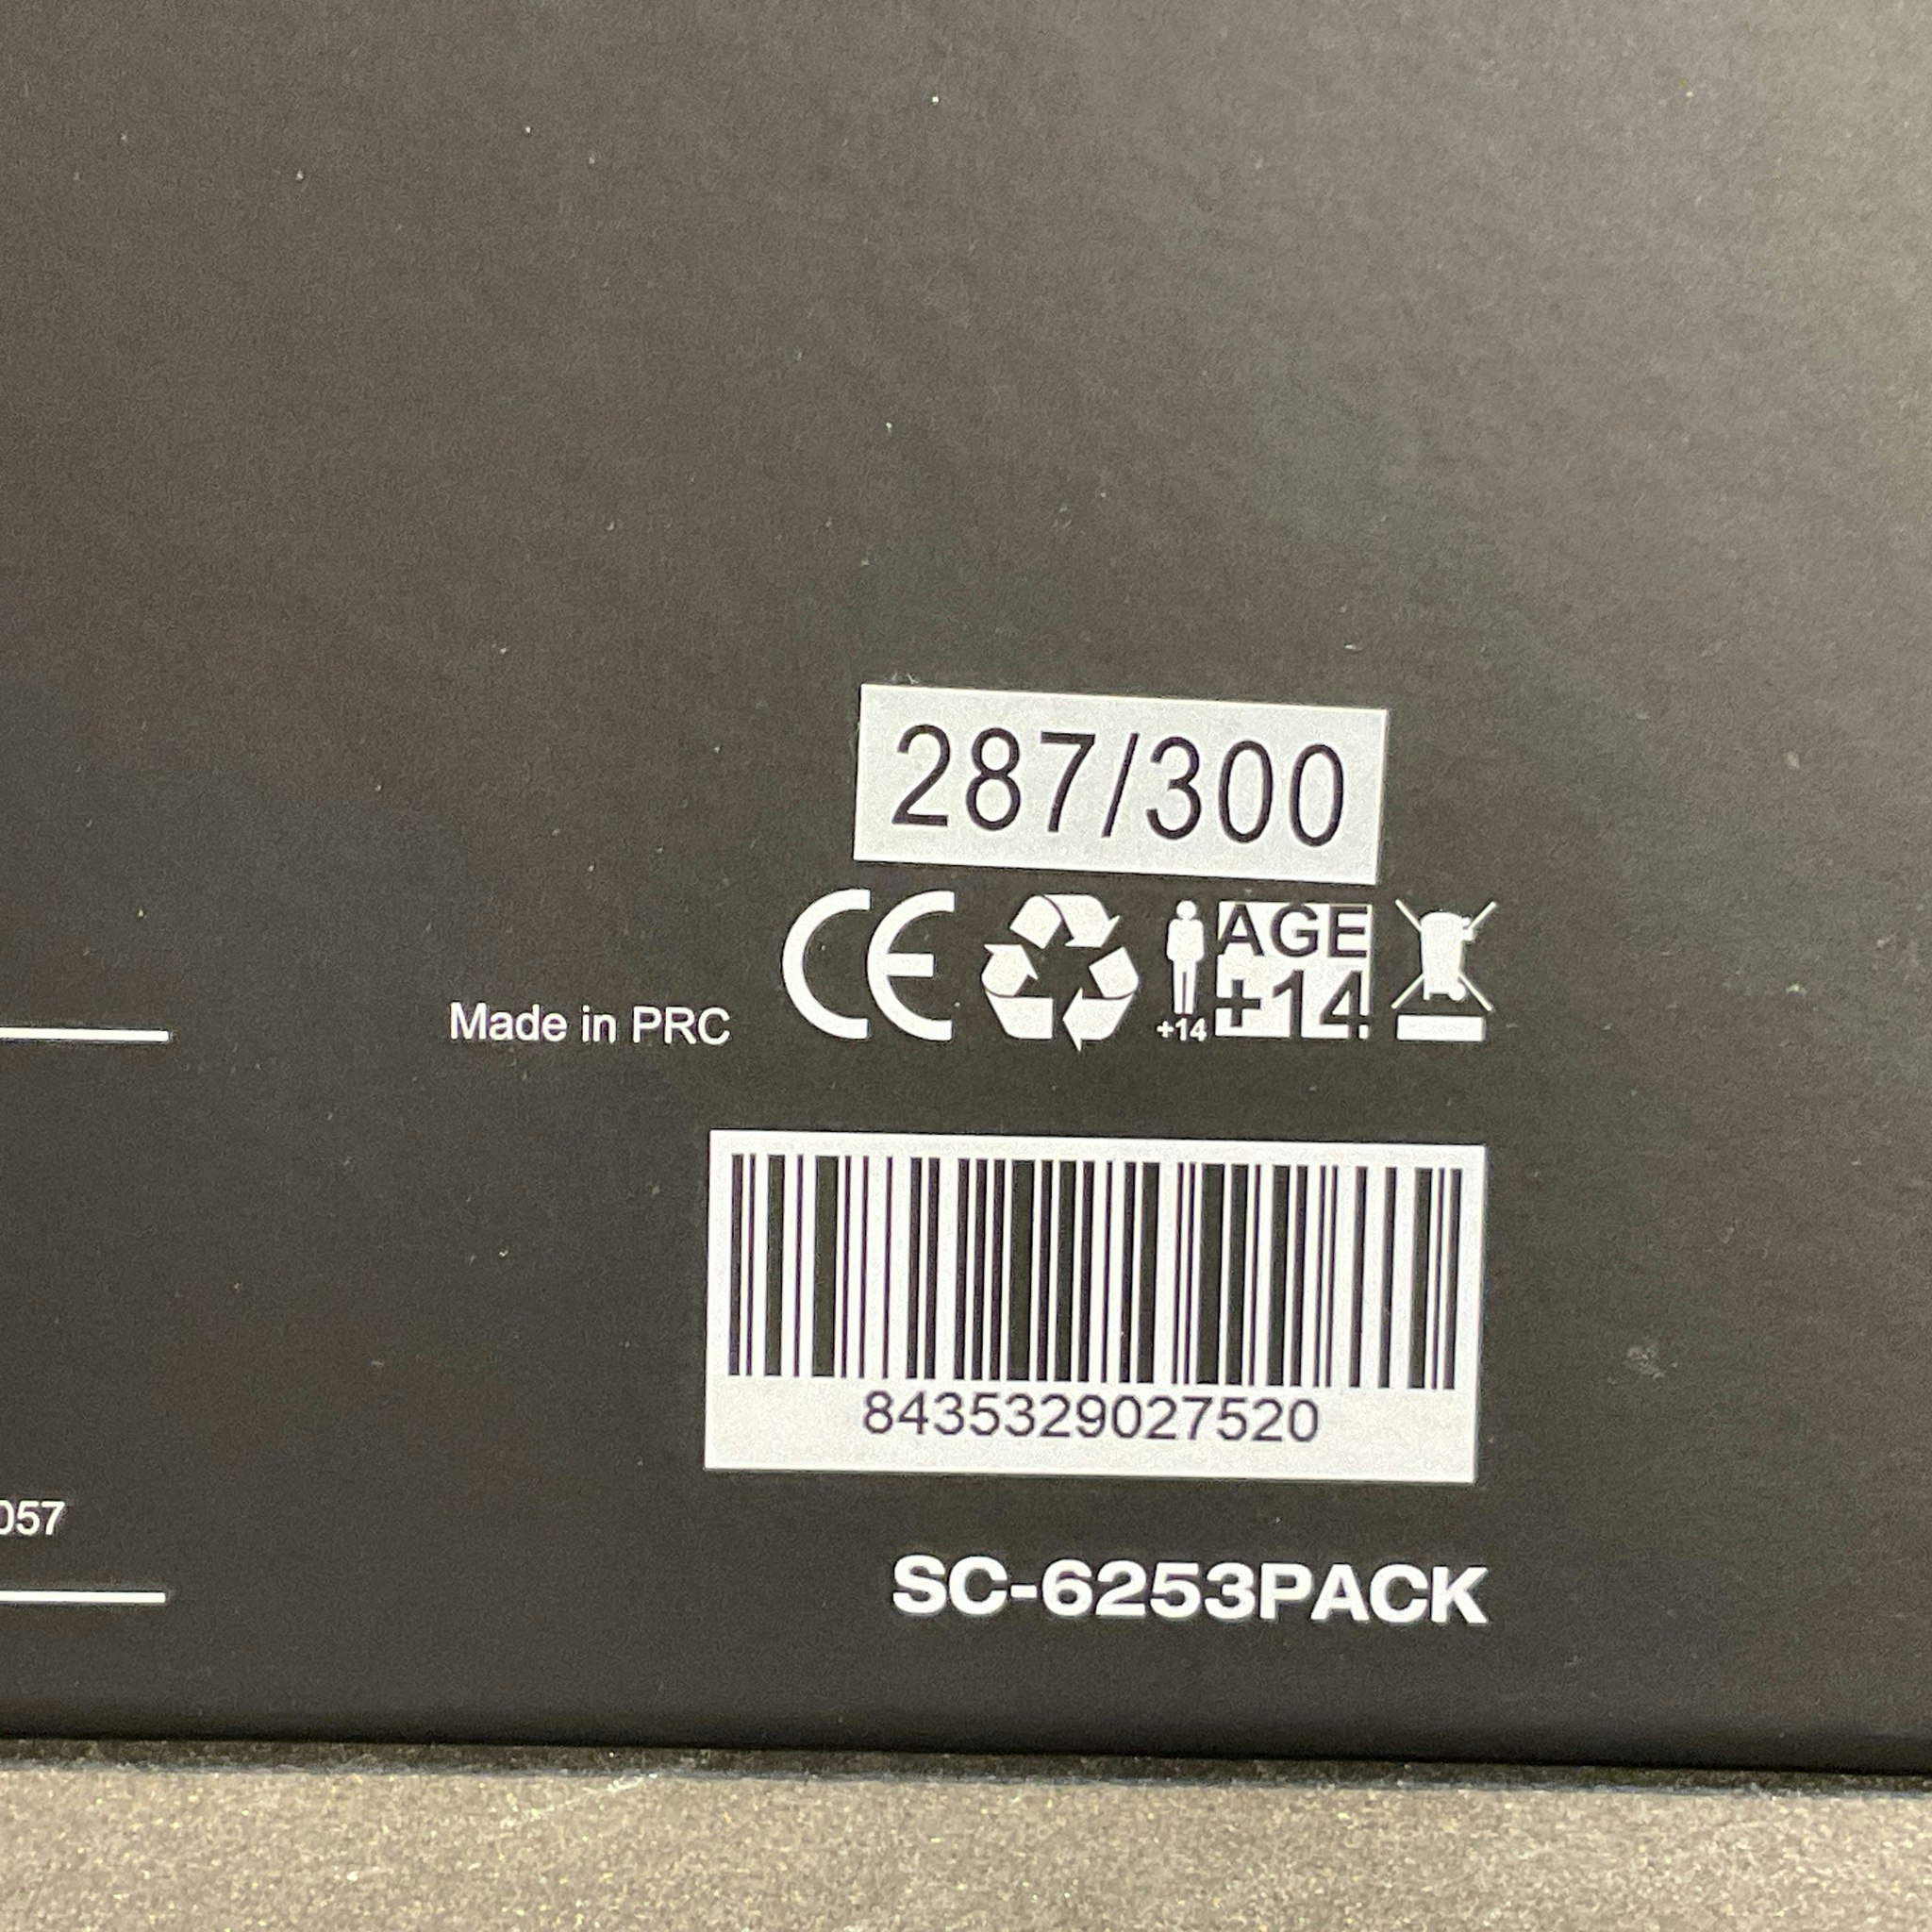 287/300
CE
AGE
+14
+14
Made in PRC
8435329027520
057
SC-6253PACK